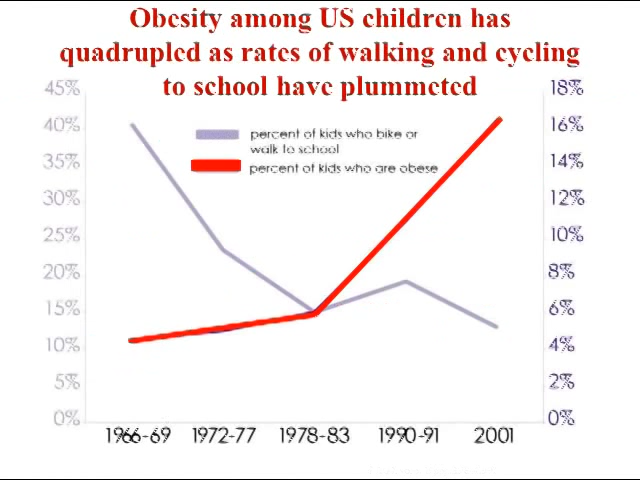 Obesity among US children has
quadrupled as rates of walking and cycling
to school have plummeted
45%
40%
35%
30%
25%
20%
15%
10%
5%
0%
percent of kids who bike or
walk to school
percent of kids who are obese
18%
16%
14%
12%
10%
8%
6%
4%
2%
0%
1966-69 1972-77 1978-83 1990-91 2001